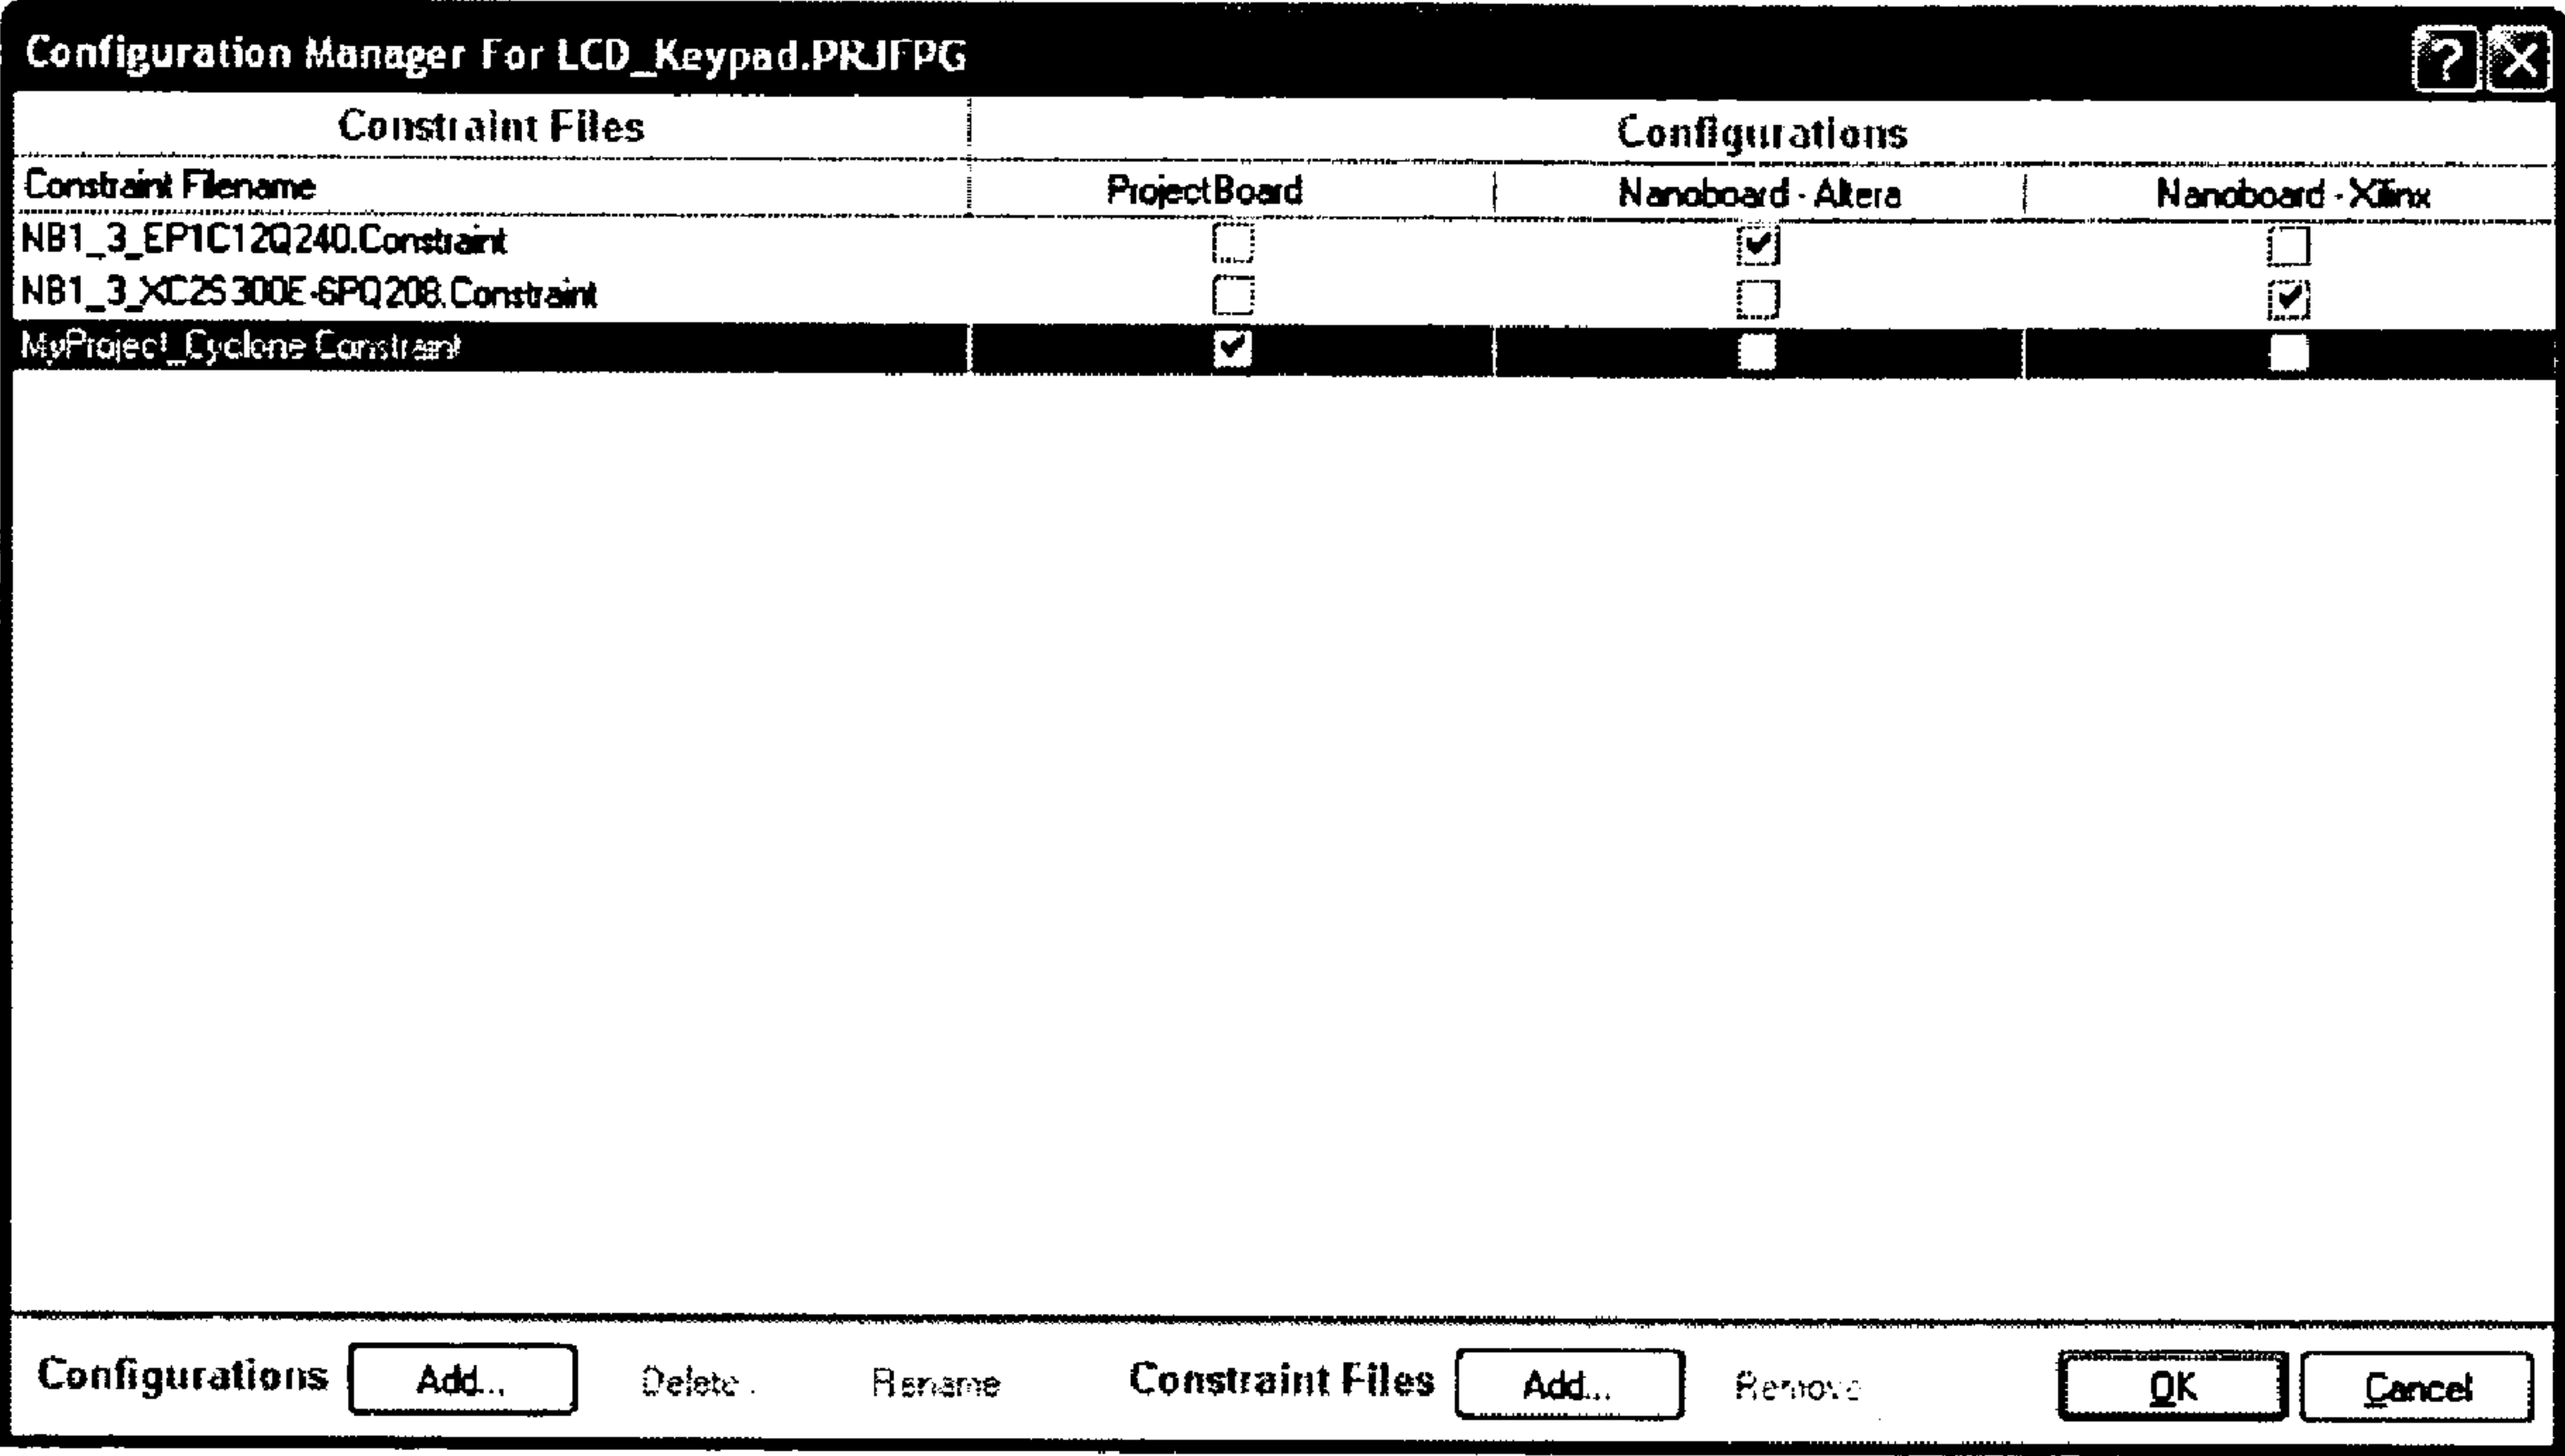 Configuration Manager For LCD_Keypad.PRJFPG
Constraint Files Configurations
Constraint Filename ProjectBoard Nanoboard - Altera Nanoboard - Xilinx
NB1_3_EP1C12Q240.Constraint
NB1_3_XC2S300E-6PQ208.Constraint
MyProject_Cyclone Constraint
Configurations Add... Delete... Rename Constraint Files Add... Remove OK Cancel